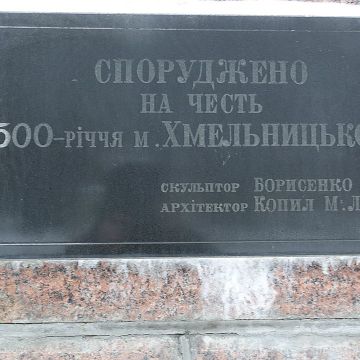 СПОРУДЖЕНО
НА ЧЕСТЬ
500-річчя м. ХМЕЛЬНИЦЬКО
скульптор Борисенко
архітектор Копил М.Л